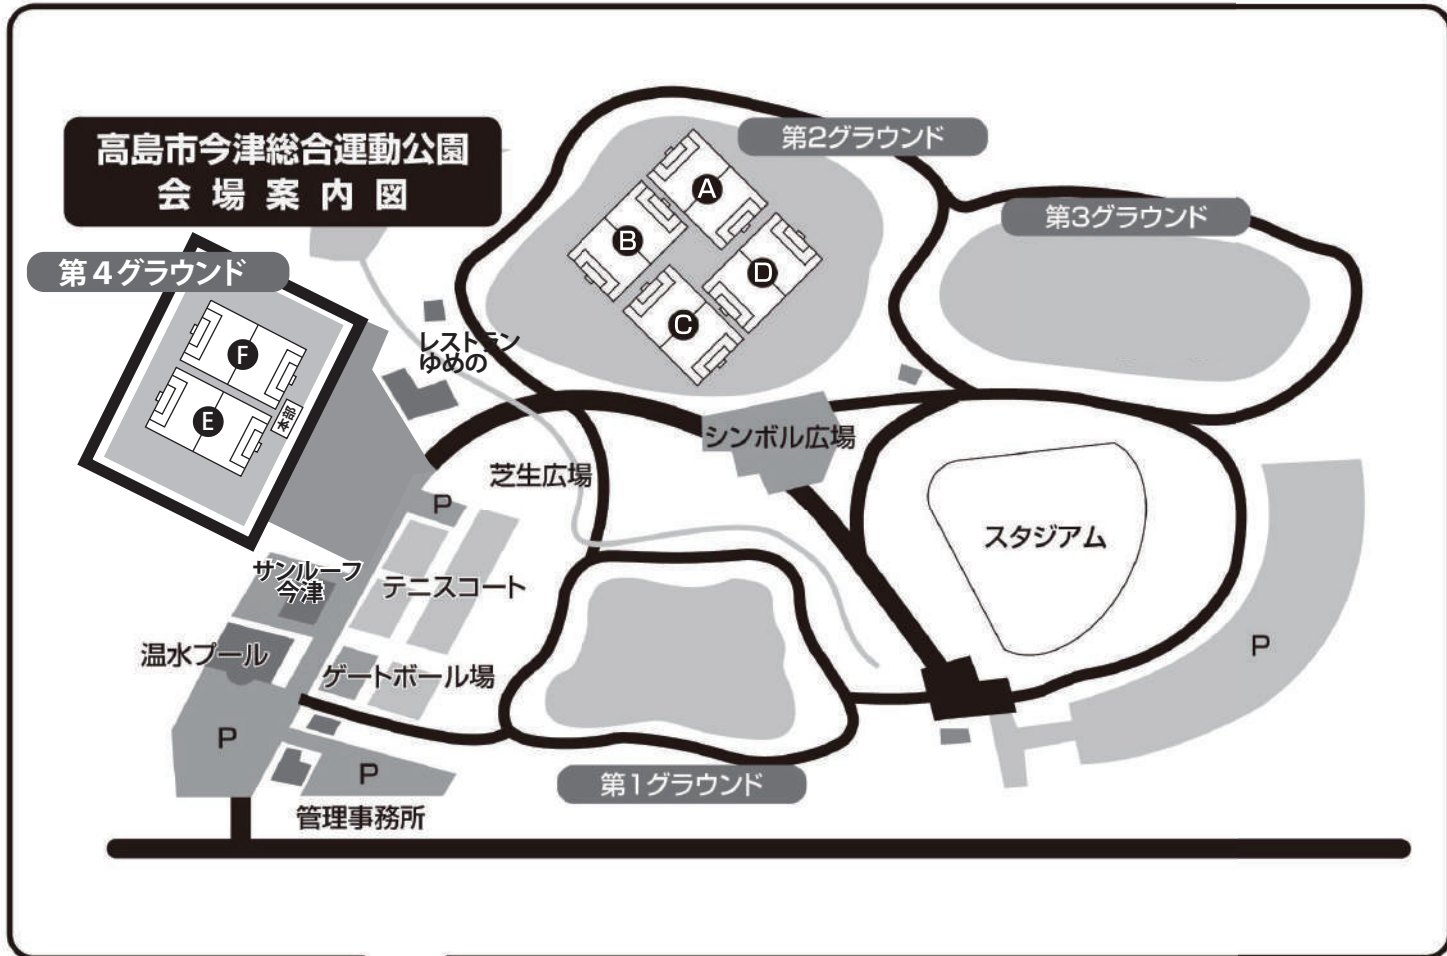 高島市今津総合運動公園
会場案内図
第2グラウンド
A
B
D
C
第3グラウンド
第4グラウンド
F
E
本部
レストラン
ゆめの
シンボル広場
芝生広場
P
スタジアム
サンルーフ
今津
テニスコート
温水プール
ゲートボール場
P
P
P
第1グラウンド
管理事務所